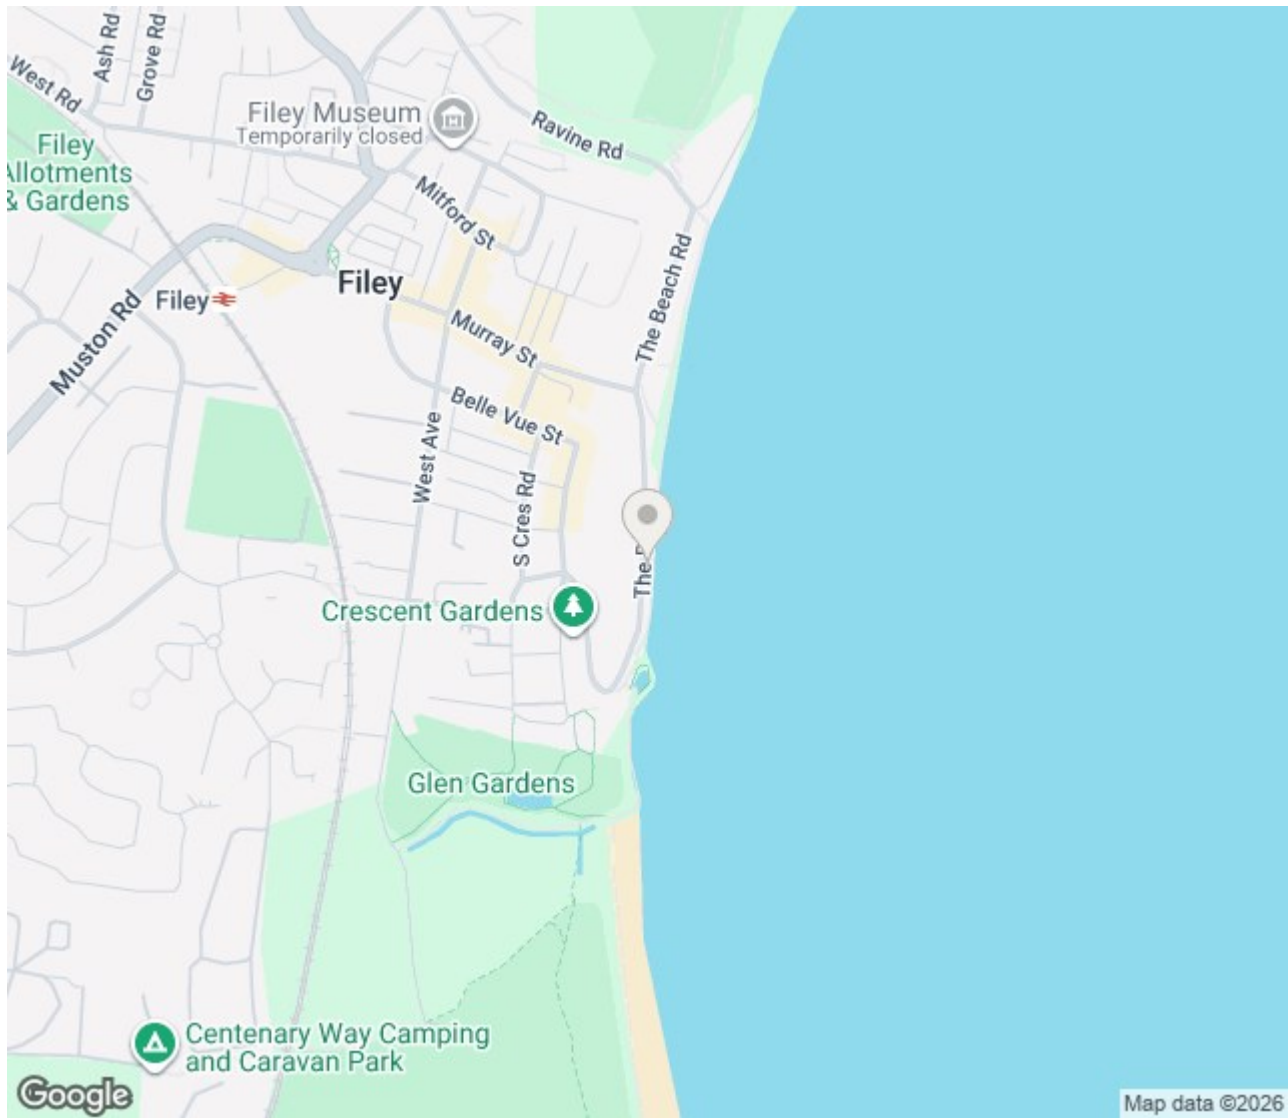 Ash Rd
Grove Rd
West Rd
Filey Museum
Temporarily closed
Ravine Rd
Filey
Allotments
& Gardens
Mitford St
The Beach Rd
Filey
Filey
Muston Rd
Murray St
Belle Vue St
West Ave
S Cres Rd
The
Crescent Gardens
Glen Gardens
Centenary Way Camping
and Caravan Park
Google
Map data ©2026